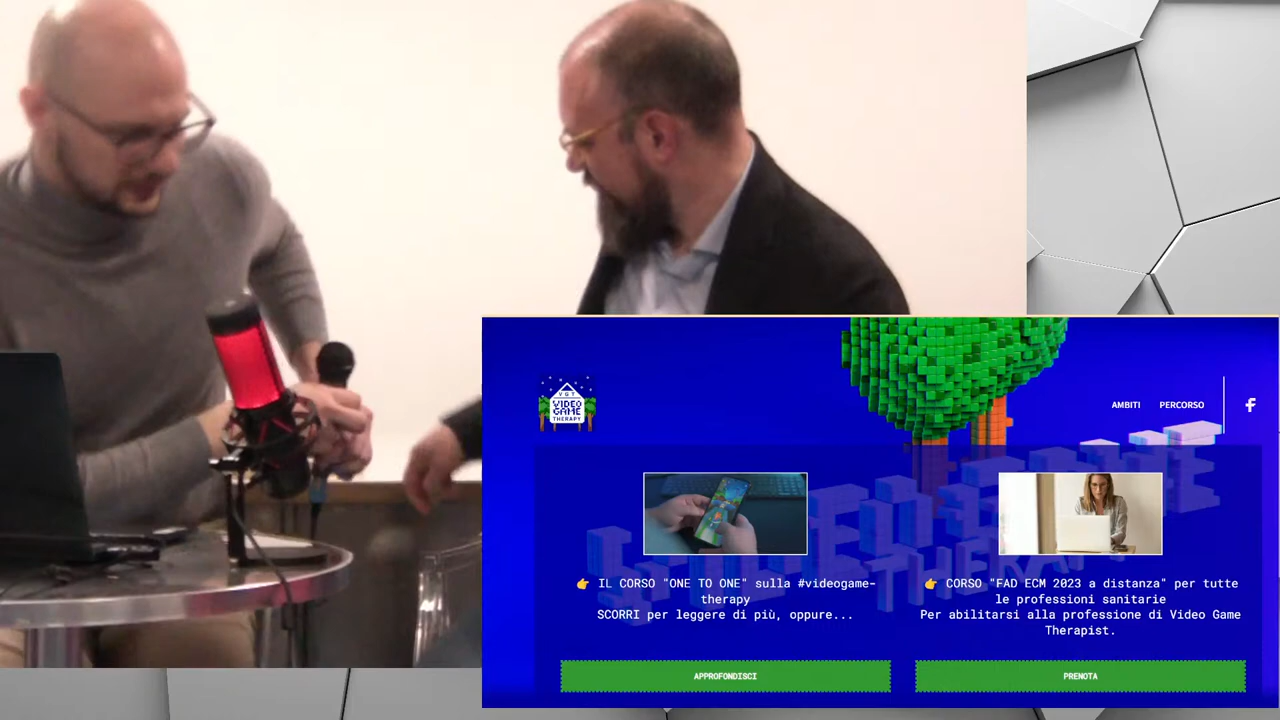 VGT
VIDEO
GAME
THERAPY
AMBITI
PERCORSO
THERAPY
👉 IL CORSO "ONE TO ONE" sulla #videogame-
therapy
SCORRI per leggere di più, oppure...
APPROFONDISCI
👉 CORSO "FAD ECM 2023 a distanza" per tutte
le professioni sanitarie
Per abilitarsi alla professione di Video Game
Therapist.
PRENOTA